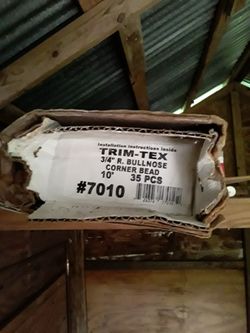 Installation instructions inside
TRIM-TEX
3/4" R. BULLNOSE
CORNER BEAD
10' 35 PCS
#7010